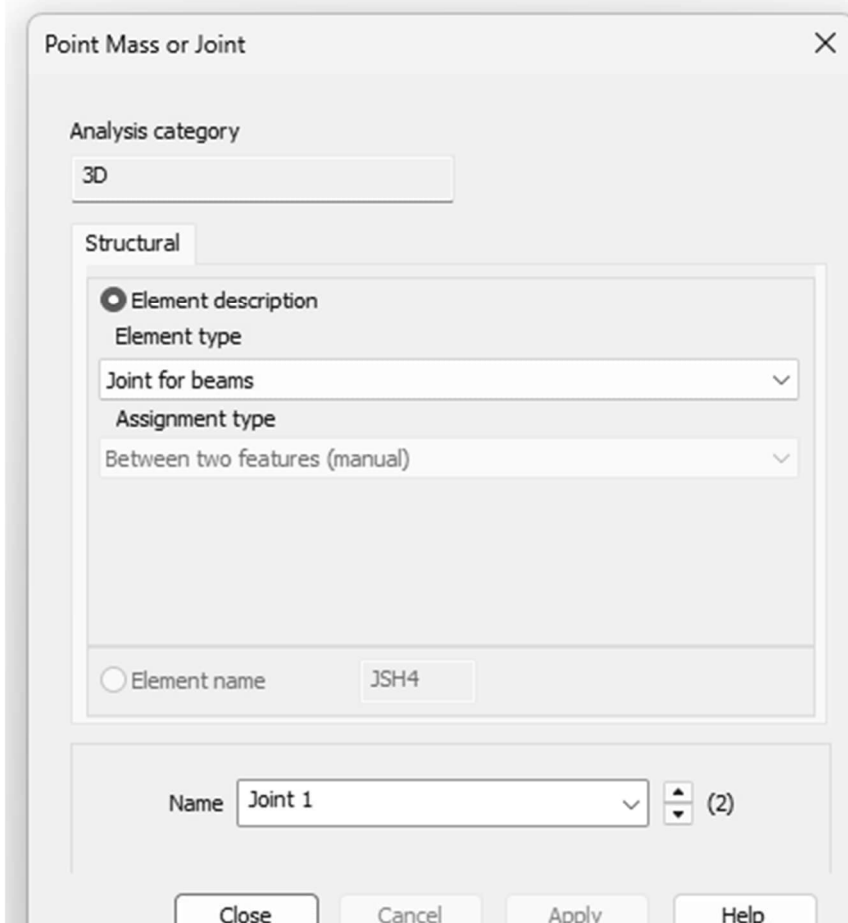 Point Mass or Joint
Analysis category
3D
Structural
Element description
Element type
Joint for beams
Assignment type
Between two features (manual)
Element name JSH4
Name Joint 1 (2)
Close Cancel Apply Help